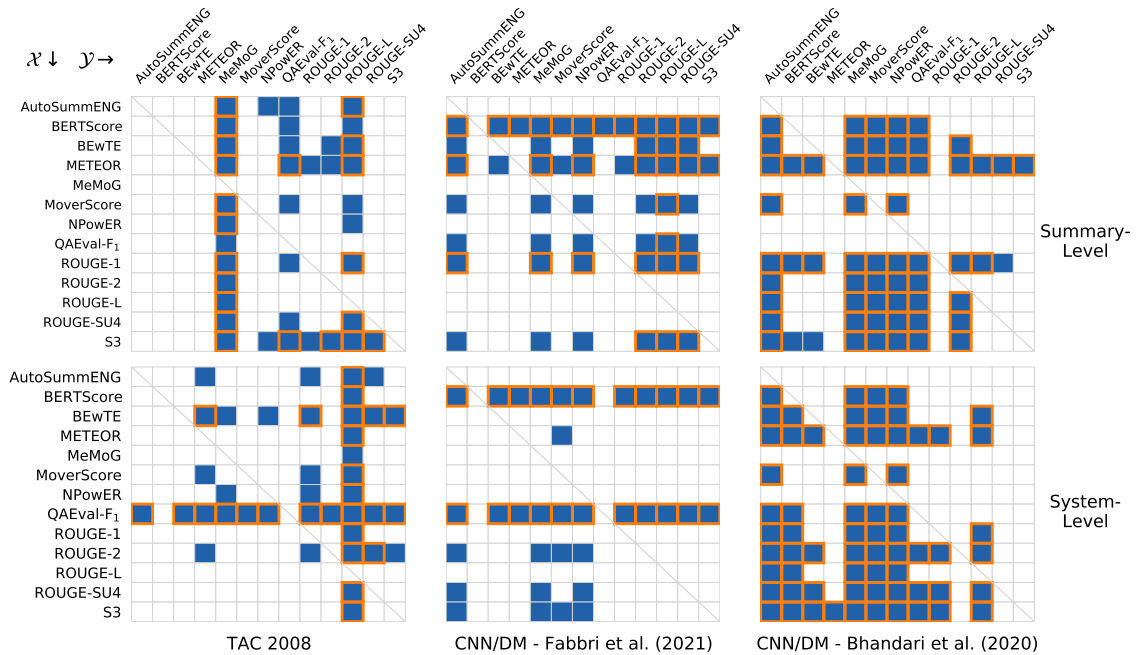 AutoSummENG
BERTScore
BEwTE
METEOR
MeMoG
MoverScore
NPowER
QAEval-F₁
ROUGE-1
ROUGE-2
ROUGE-L
ROUGE-SU4
S3
AutoSummENG
BERTScore
BEwTE
METEOR
MeMoG
MoverScore
NPowER
QAEval-F₁
ROUGE-1
ROUGE-2
ROUGE-L
ROUGE-SU4
S3
AutoSummENG
BERTScore
BEwTE
METEOR
MeMoG
MoverScore
NPowER
QAEval-F₁
ROUGE-1
ROUGE-2
ROUGE-L
ROUGE-SU4
S3
𝒳↓ 𝒴→
AutoSummENG
BERTScore
BEwTE
METEOR
MeMoG
MoverScore
NPowER
QAEval-F₁
ROUGE-1
ROUGE-2
ROUGE-L
ROUGE-SU4
S3
Summary-
Level
AutoSummENG
BERTScore
BEwTE
METEOR
MeMoG
MoverScore
NPowER
QAEval-F₁
ROUGE-1
ROUGE-2
ROUGE-L
ROUGE-SU4
S3
System-
Level
TAC 2008
CNN/DM - Fabbri et al. (2021)
CNN/DM - Bhandari et al. (2020)